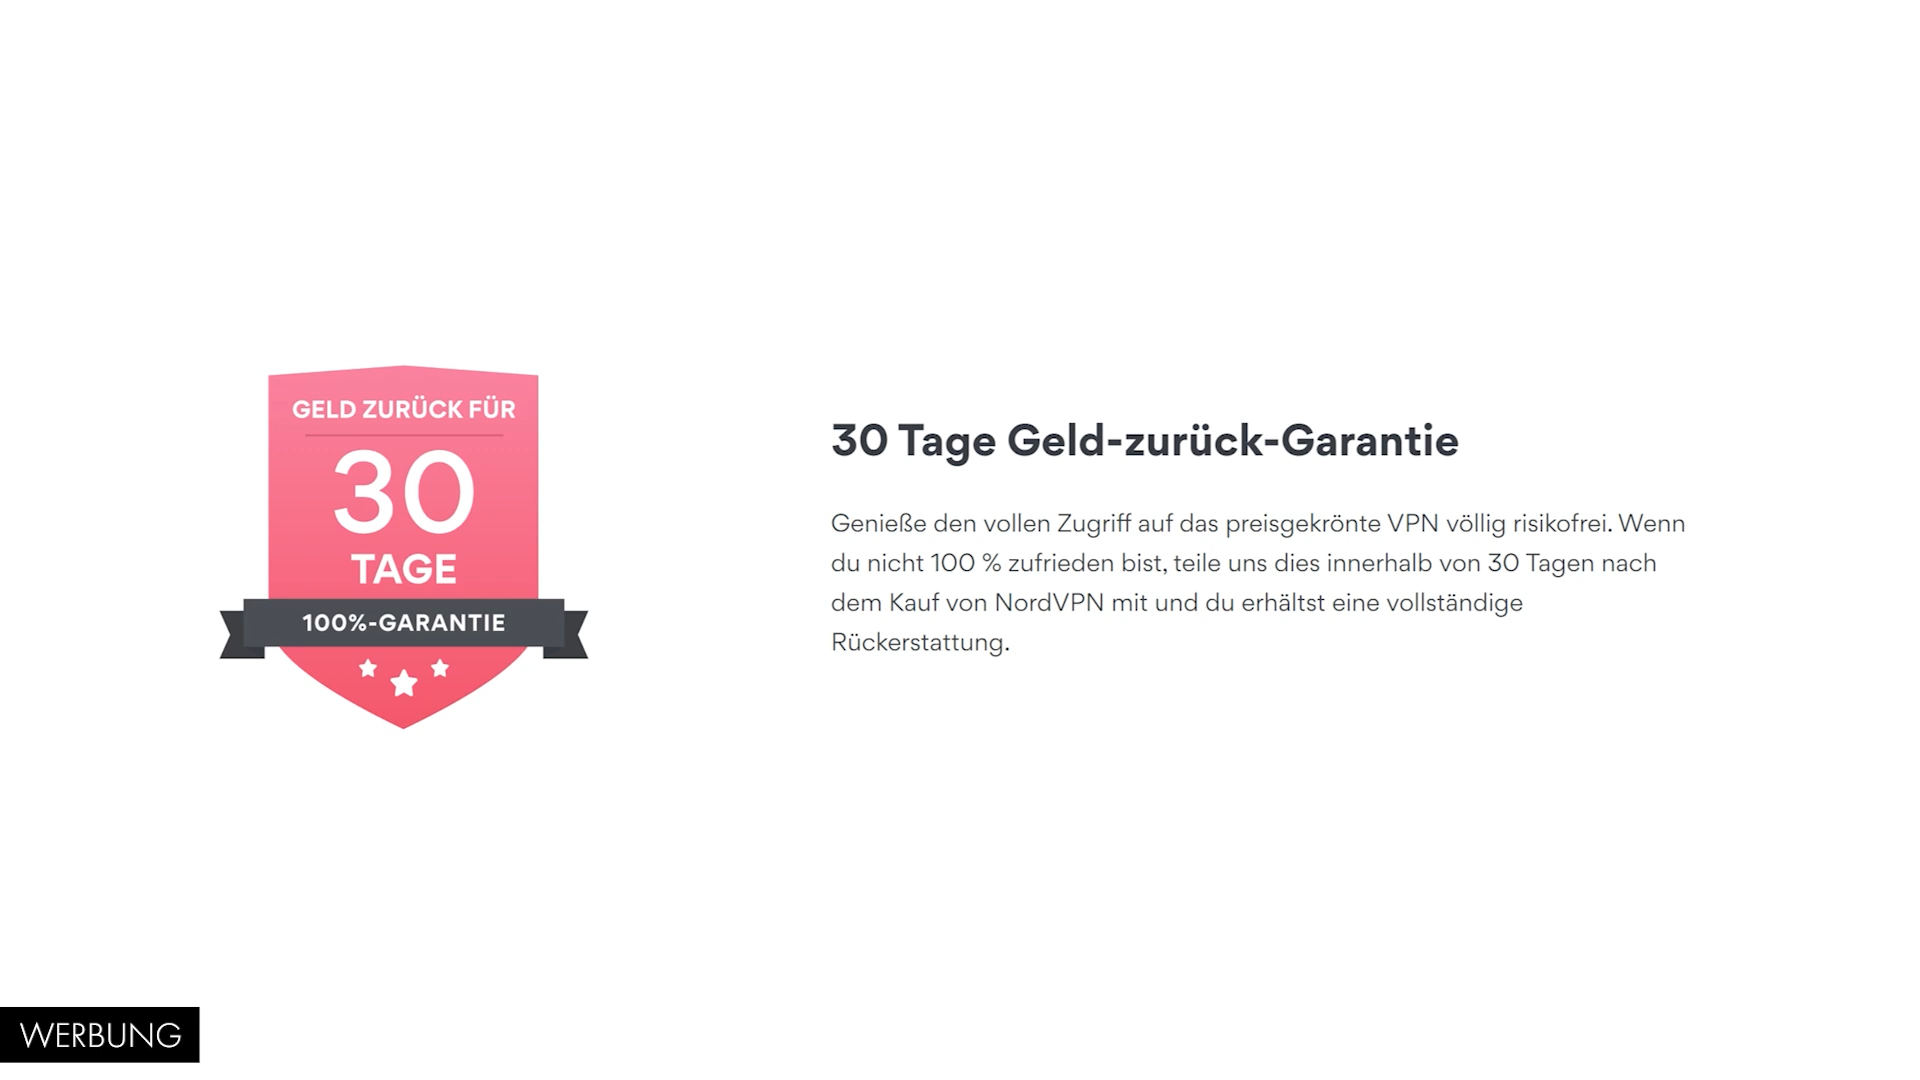 GELD ZURÜCK FÜR
30
TAGE
100%-GARANTIE
30 Tage Geld-zurück-Garantie
Genieße den vollen Zugriff auf das preisgekrönte VPN völlig risikofrei. Wenn
du nicht 100 % zufrieden bist, teile uns dies innerhalb von 30 Tagen nach
dem Kauf von NordVPN mit und du erhältst eine vollständige
Rückerstattung.
WERBUNG